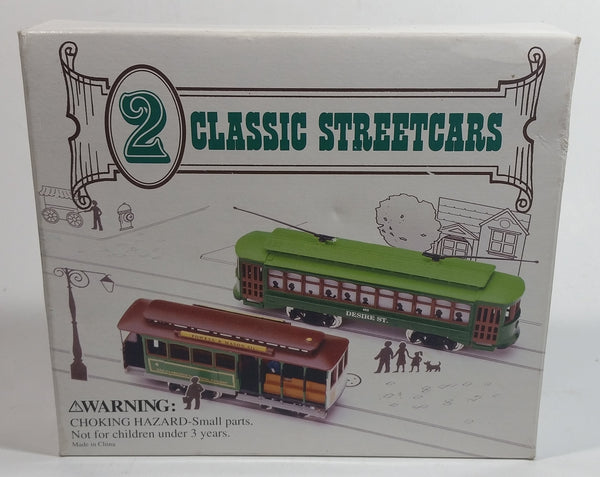 2
CLASSIC STREETCARS
DESIRE ST.
⚠WARNING:
CHOKING HAZARD-Small parts.
Not for children under 3 years.
Made in China